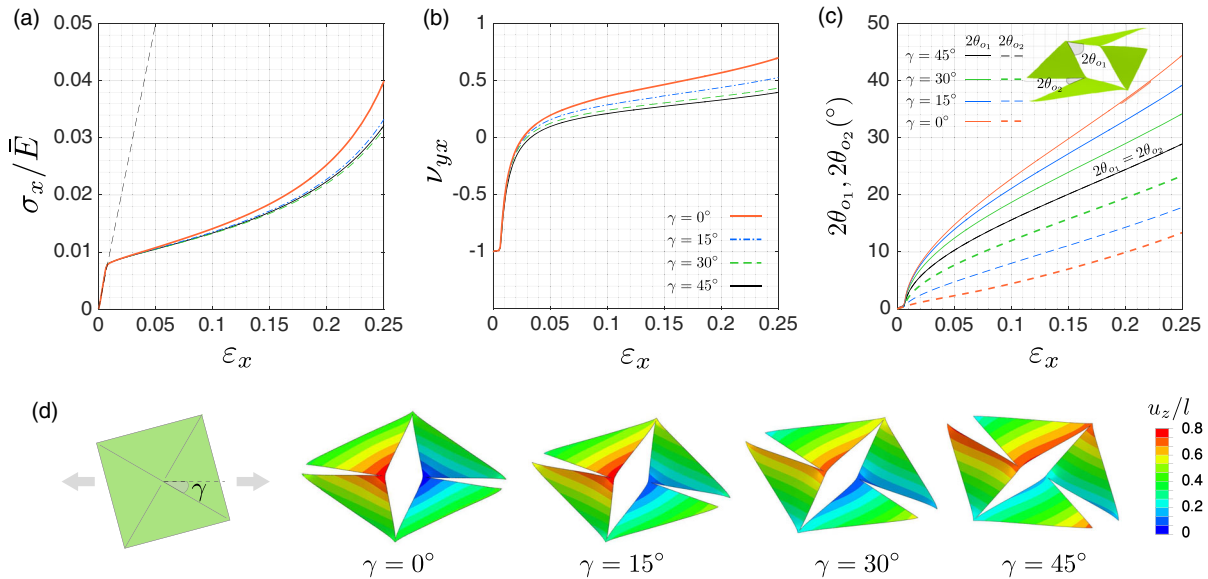 (a)
0.05
0.04
0.03
0.02
0.01
0
σx/Ē̄
0 0.05 0.1 0.15 0.2 0.25
εx
(b)
1
0.5
0
-0.5
-1
νyx
γ = 0°
γ = 15°
γ = 30°
γ = 45°
0 0.05 0.1 0.15 0.2 0.25
εx
(c)
50
40
30
20
10
0
2θo1, 2θo2(°)
2θo1 2θo2
γ = 45°
γ = 30°
γ = 15°
γ = 0°
2θo1
2θo2
2θo1 = 2θo2
0 0.05 0.1 0.15 0.2 0.25
εx
(d)
γ
γ = 0°
γ = 15°
γ = 30°
γ = 45°
uz/l
0.8
0.6
0.4
0.2
0